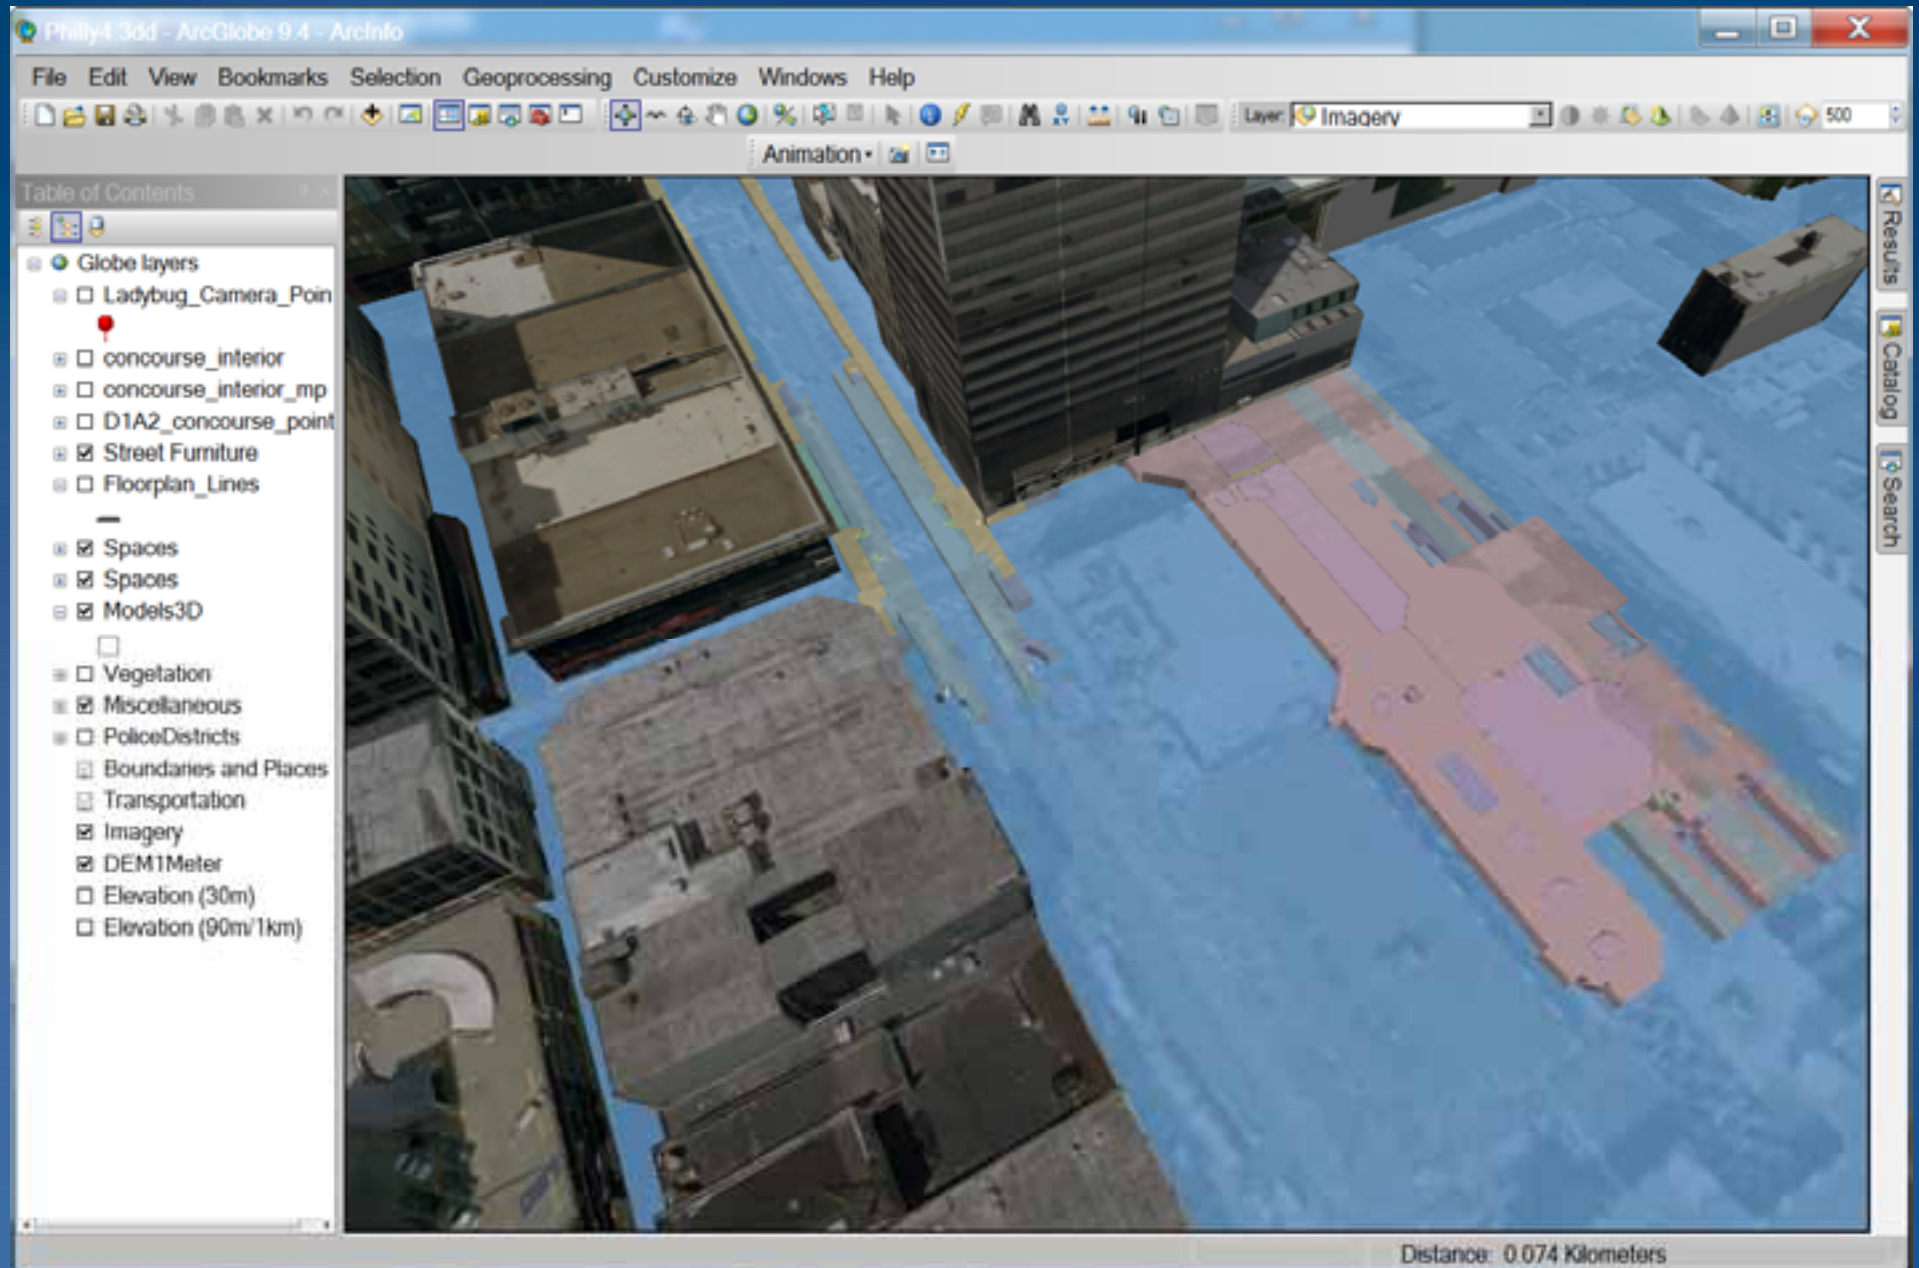 Philly4.3dd - ArcGlobe 9.4 - ArcInfo
File Edit View Bookmarks Selection Geoprocessing Customize Windows Help
Layer: Imagery 500
Animation
Table of Contents
Globe layers
Ladybug_Camera_Poin
concourse_interior
concourse_interior_mp
D1A2_concourse_point
Street Furniture
Floorplan_Lines
Spaces
Spaces
Models3D
Vegetation
Miscellaneous
PoliceDistricts
Boundaries and Places
Transportation
Imagery
DEM1Meter
Elevation (30m)
Elevation (90m/1km)
Results
Catalog
Search
Distance: 0.074 Kilometers